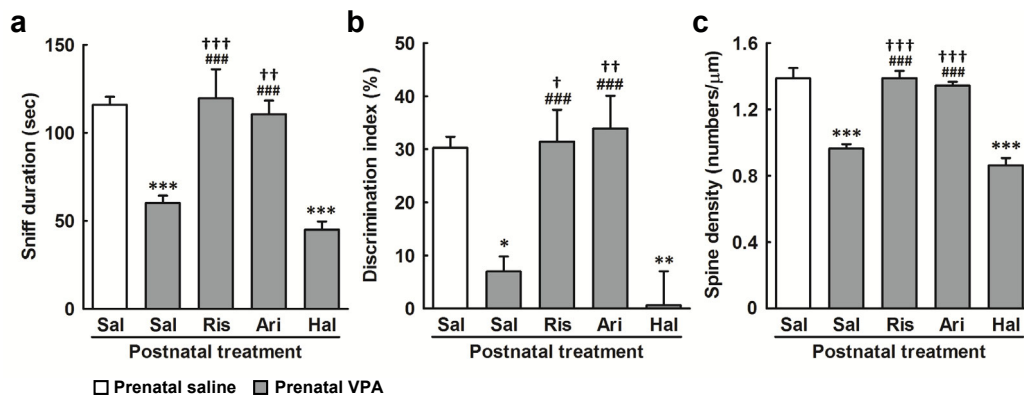 a
Sniff duration (sec)
150
100
50
0
†††
###
††
###
***
***
Sal Sal Ris Ari Hal
Postnatal treatment
b
Discrimination index (%)
50
40
30
20
10
0
†
###
††
###
*
**
Sal Sal Ris Ari Hal
Postnatal treatment
c
Spine density (numbers/μm)
1.6
1.2
0.8
0.4
0
†††
###
†††
###
***
***
Sal Sal Ris Ari Hal
Postnatal treatment
Prenatal saline Prenatal VPA